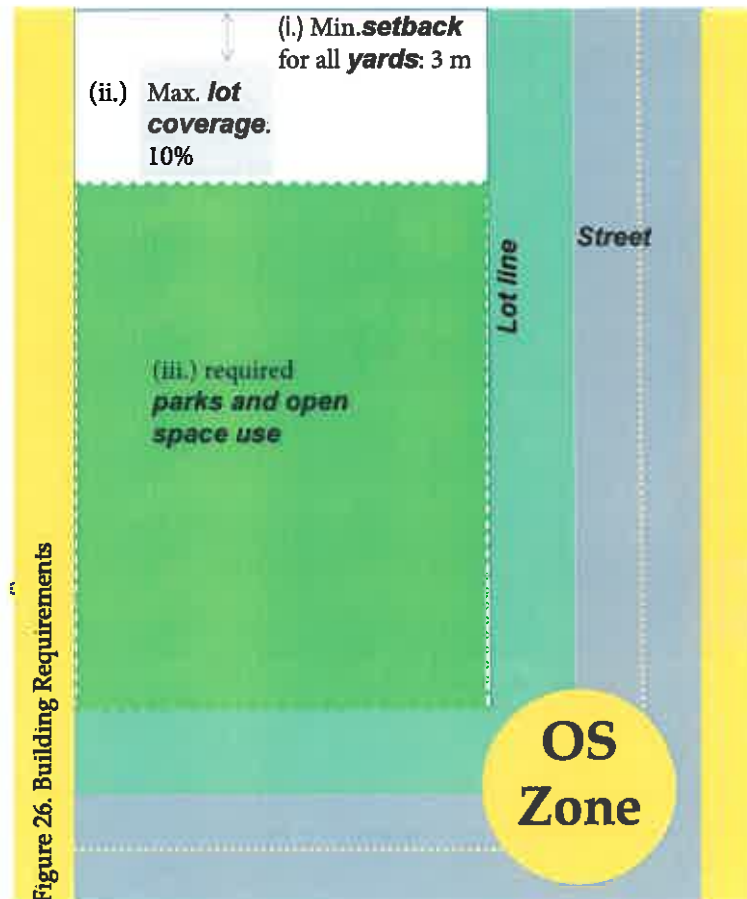 (i.) Min.setback
for all yards: 3 m
(ii.) Max. lot
coverage.
10%
Lot line
Street
(iii.) required
parks and open
space use
OS
Zone
Figure 26. Building Requirements